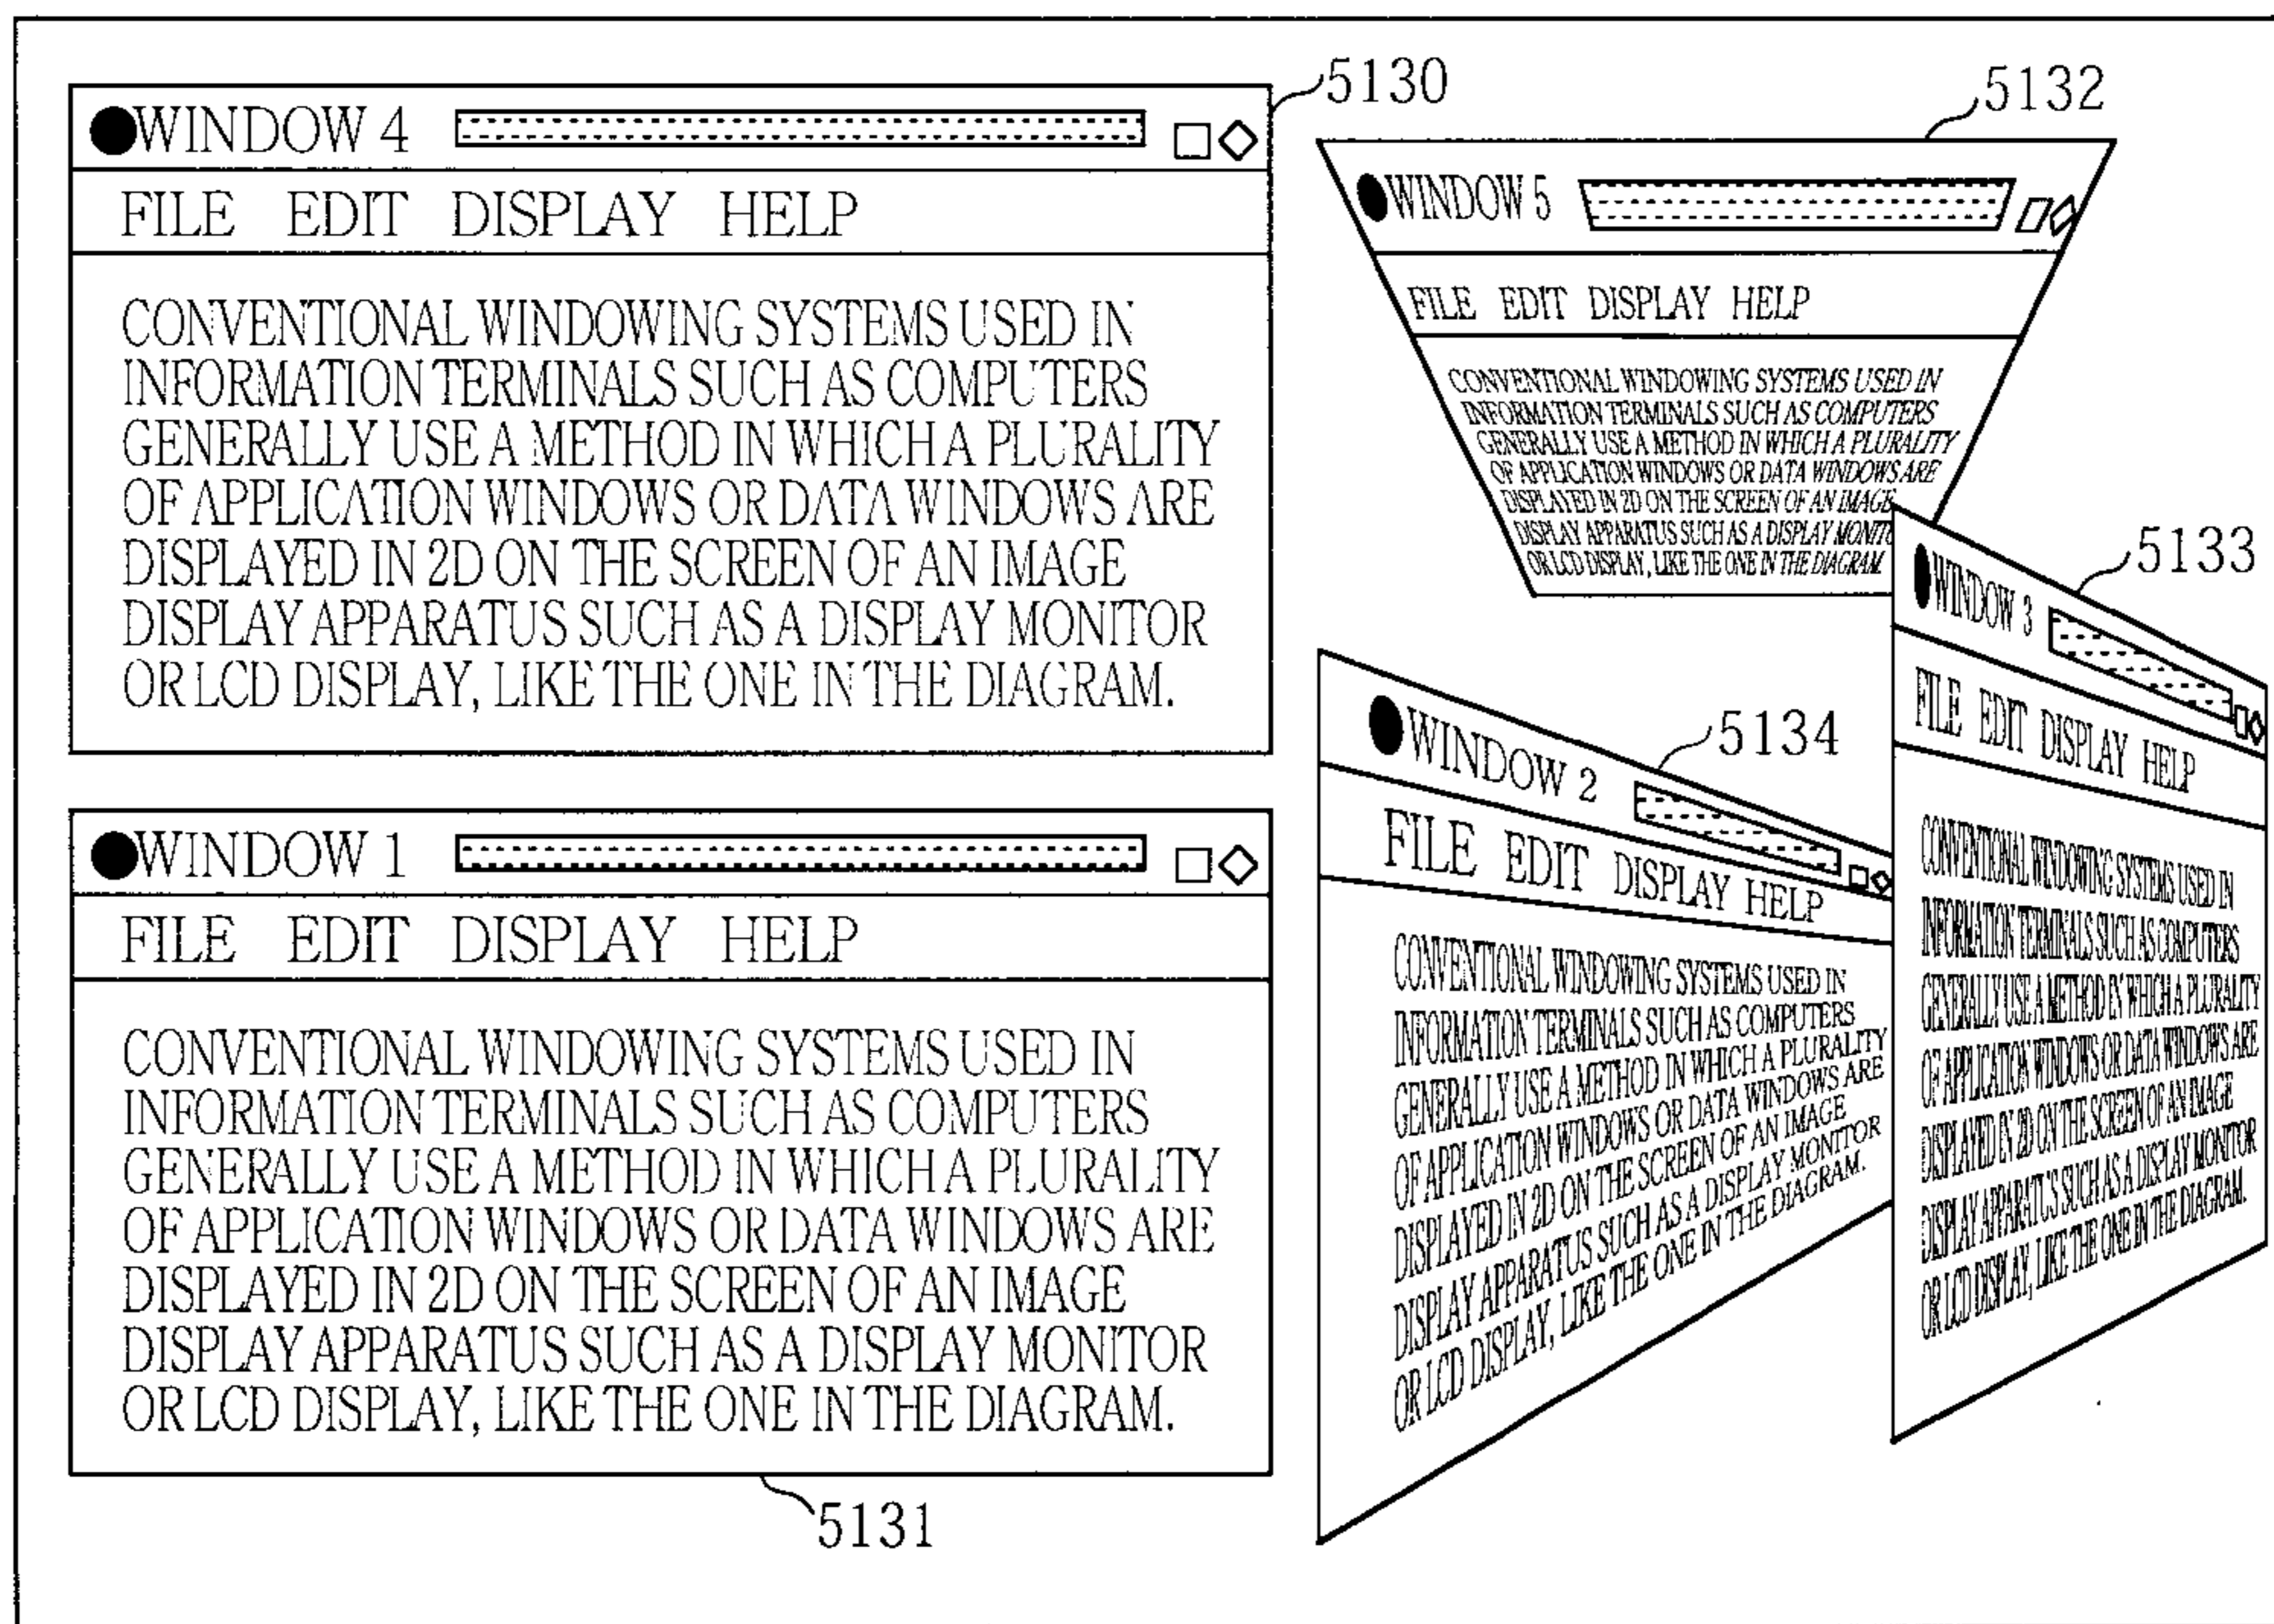 5130
WINDOW 4
FILE EDIT DISPLAY HELP
CONVENTIONAL WINDOWING SYSTEMS USED IN
INFORMATION TERMINALS SUCH AS COMPUTERS
GENERALLY USE A METHOD IN WHICH A PLURALITY
OF APPLICATION WINDOWS OR DATA WINDOWS ARE
DISPLAYED IN 2D ON THE SCREEN OF AN IMAGE
DISPLAY APPARATUS SUCH AS A DISPLAY MONITOR
OR LCD DISPLAY, LIKE THE ONE IN THE DIAGRAM.
WINDOW 1
FILE EDIT DISPLAY HELP
CONVENTIONAL WINDOWING SYSTEMS USED IN
INFORMATION TERMINALS SUCH AS COMPUTERS
GENERALLY USE A METHOD IN WHICH A PLURALITY
OF APPLICATION WINDOWS OR DATA WINDOWS ARE
DISPLAYED IN 2D ON THE SCREEN OF AN IMAGE
DISPLAY APPARATUS SUCH AS A DISPLAY MONITOR
OR LCD DISPLAY, LIKE THE ONE IN THE DIAGRAM.
5131
5132
WINDOW 5
FILE EDIT DISPLAY HELP
CONVENTIONAL WINDOWING SYSTEMS USED IN
INFORMATION TERMINALS SUCH AS COMPUTERS
GENERALLY USE A METHOD IN WHICH A PLURALITY
OF APPLICATION WINDOWS OR DATA WINDOWS ARE
DISPLAYED IN 2D ON THE SCREEN OF AN IMAGE
DISPLAY APPARATUS SUCH AS A DISPLAY MONITO
OR LCD DISPLAY, LIKE THE ONE IN THE DIAGRAM
5134
WINDOW 2
FILE EDIT DISPLAY HELP
CONVENTIONAL WINDOWING SYSTEMS USED IN
INFORMATION TERMINALS SUCH AS COMPUTERS
GENERALLY USE A METHOD IN WHICH A PLURALITY
OF APPLICATION WINDOWS OR DATA WINDOWS ARE
DISPLAYED IN 2D ON THE SCREEN OF AN IMAGE
DISPLAY APPARATUS SUCH AS A DISPLAY MONITOR
OR LCD DISPLAY, LIKE THE ONE IN THE DIAGRAM.
5133
WINDOW 3
FILE EDIT DISPLAY HELP
CONVENTIONAL WINDOWING SYSTEMS USED IN
INFORMATION TERMINALS SUCH AS COMPUTERS
GENERALLY USE A METHOD IN WHICH A PLURALITY
OF APPLICATION WINDOWS OR DATA WINDOWS ARE
DISPLAYED IN 2D ON THE SCREEN OF AN IMAGE
DISPLAY APPARATUS SUCH AS A DISPLAY MONITOR
OR LCD DISPLAY, LIKE THE ONE IN THE DIAGRAM.